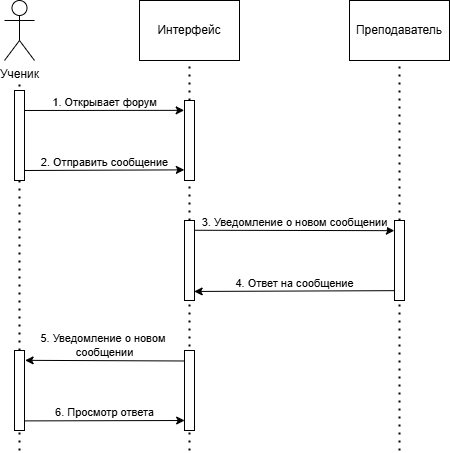 Интерфейс
Преподаватель
Ученик
1. Открывает форум
2. Отправить сообщение
3. Уведомление о новом сообщении
4. Ответ на сообщение
5. Уведомление о новом
сообщении
6. Просмотр ответа